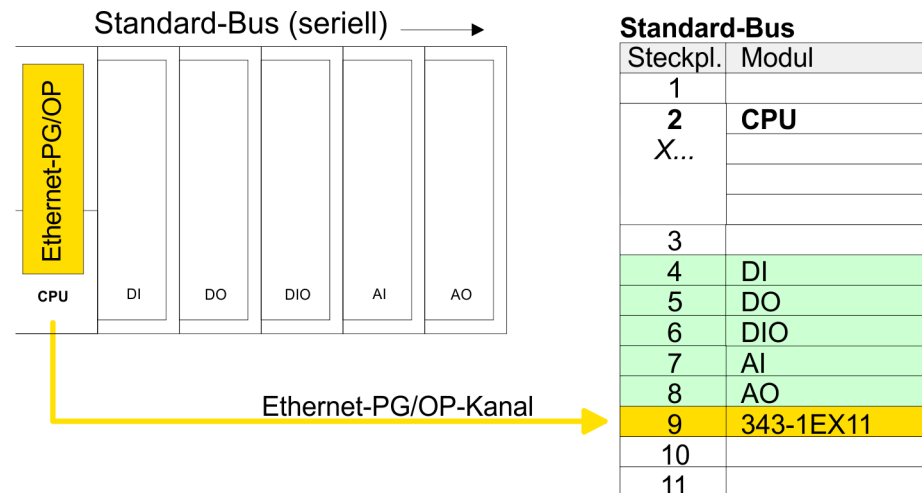 Standard-Bus (seriell)
Ethernet-PG/OP
CPU
DI
DO
DIO
AI
AO
Ethernet-PG/OP-Kanal
Standard-Bus
Steckpl. Modul
1
2 CPU
X...
3
4 DI
5 DO
6 DIO
7 AI
8 AO
9 343-1EX11
10
11